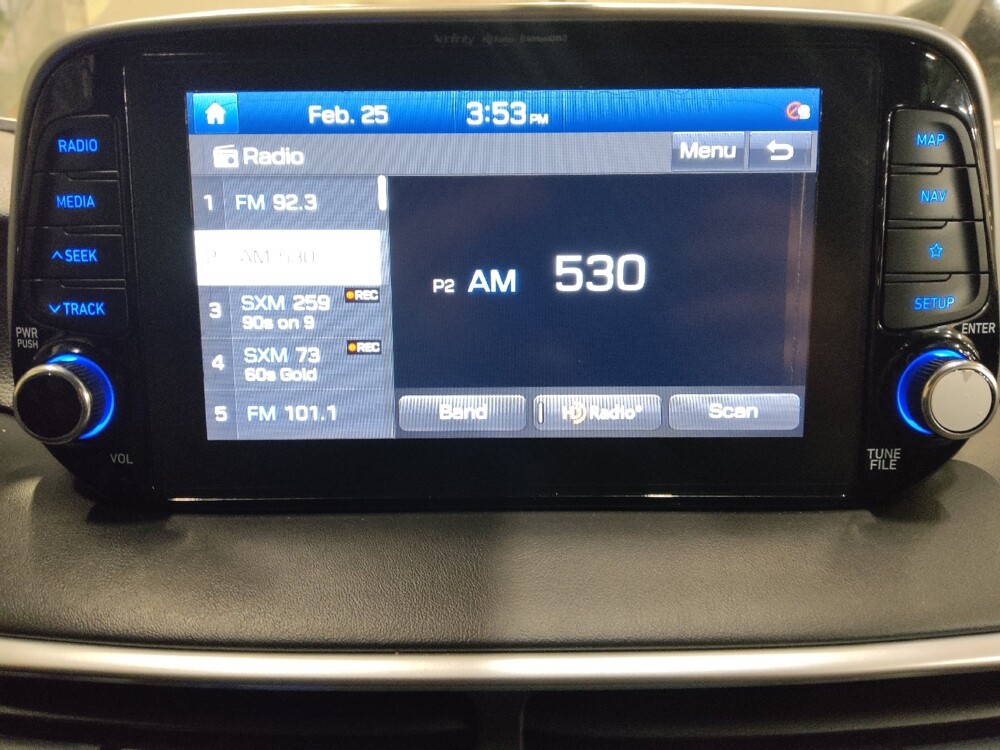 Feb. 25 3:53 PM
Radio Menu
1 FM 92.3
2 AM 530
3 SXM 259 REC
90s on 9
4 SXM 73 REC
60s Gold
5 FM 101.1
P2 AM 530
Band HD Radio® Scan
RADIO
MEDIA
SEEK
TRACK
PWR
PUSH
VOL
MAP
NAV
SETUP
ENTER
TUNE
FILE